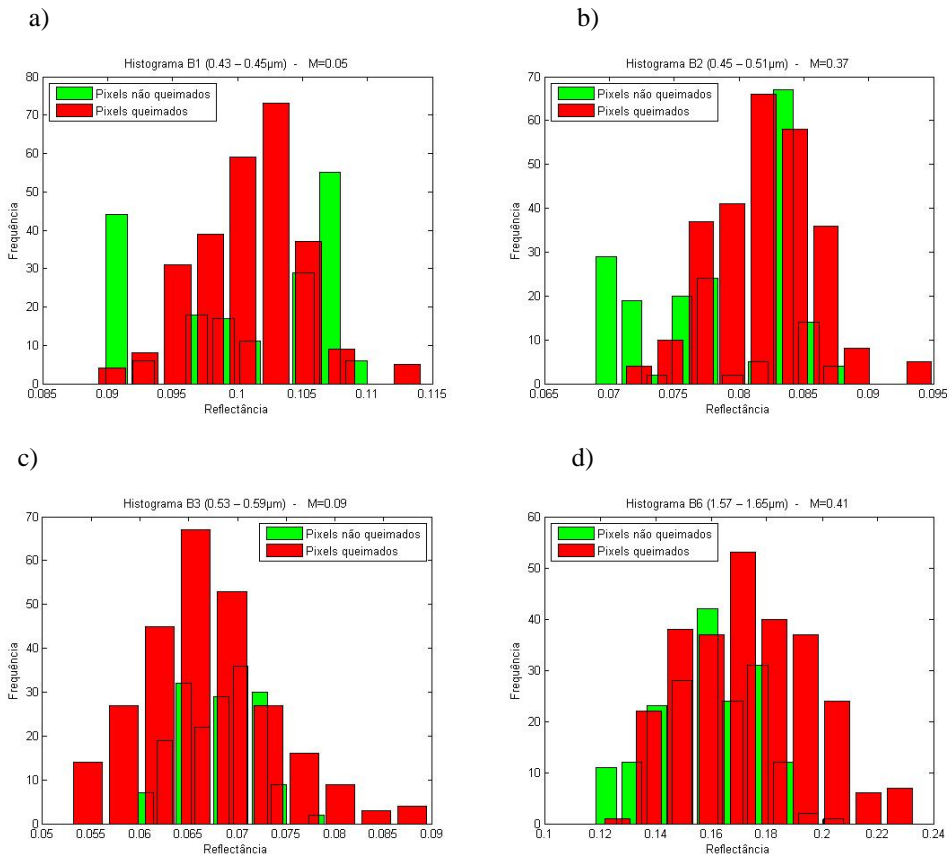 a)
Histograma B1 (0.43 – 0.45µm) - M=0.05
Pixels não queimados
Pixels queimados
Frequência
80
70
60
50
40
30
20
10
0
0.085 0.09 0.095 0.1 0.105 0.11 0.115
Reflectância
b)
Histograma B2 (0.45 – 0.51µm) - M=0.37
Pixels não queimados
Pixels queimados
Frequência
70
60
50
40
30
20
10
0
0.065 0.07 0.075 0.08 0.085 0.09 0.095
Reflectância
c)
Histograma B3 (0.53 – 0.59µm) - M=0.09
Pixels não queimados
Pixels queimados
Frequência
70
60
50
40
30
20
10
0
0.05 0.055 0.06 0.065 0.07 0.075 0.08 0.085 0.09
Reflectância
d)
Histograma B6 (1.57 – 1.65µm) - M=0.41
Pixels não queimados
Pixels queimados
Frequência
60
50
40
30
20
10
0
0.1 0.12 0.14 0.16 0.18 0.2 0.22 0.24
Reflectância